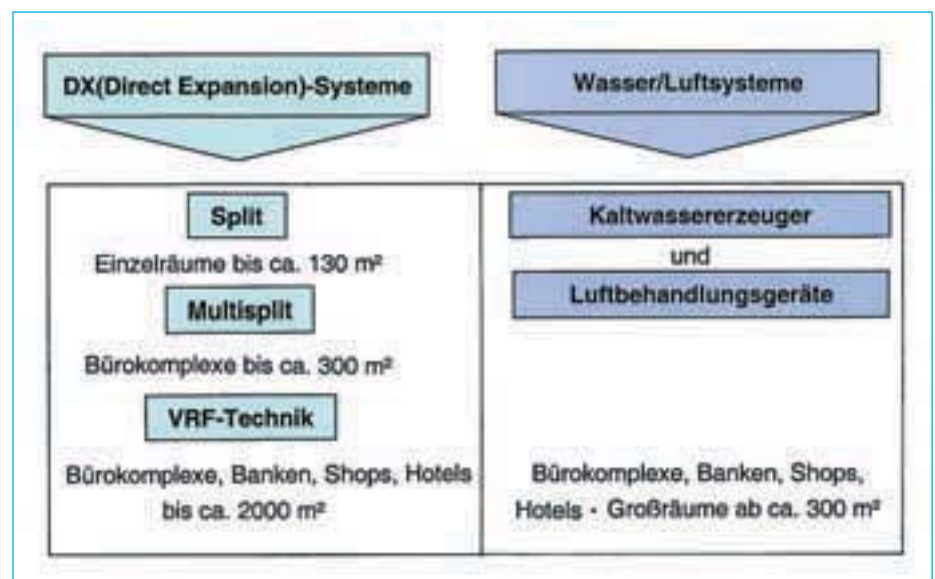 DX(Direct Expansion)-Systeme
Split
Einzelräume bis ca. 130 m²
Multisplit
Bürokomplexe bis ca. 300 m²
VRF-Technik
Bürokomplexe, Banken, Shops, Hotels
bis ca. 2000 m²
Wasser/Luftsysteme
Kaltwassererzeuger
und
Luftbehandlungsgeräte
Bürokomplexe, Banken, Shops,
Hotels - Großräume ab ca. 300 m²